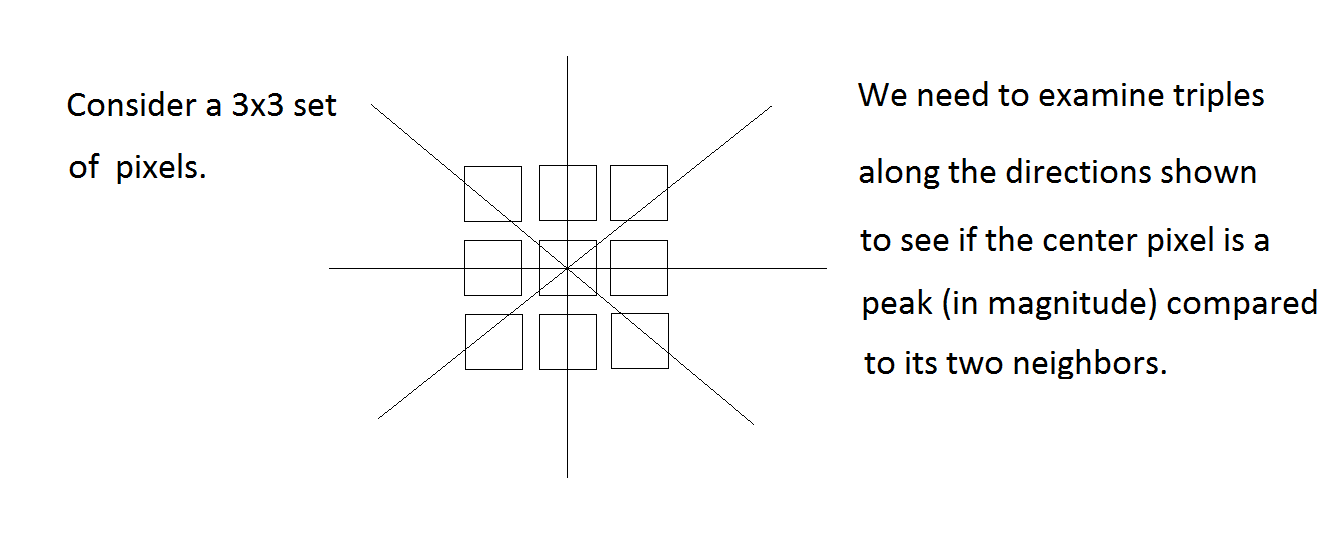 Consider a 3x3 set
of pixels.
We need to examine triples
along the directions shown
to see if the center pixel is a
peak (in magnitude) compared
to its two neighbors.